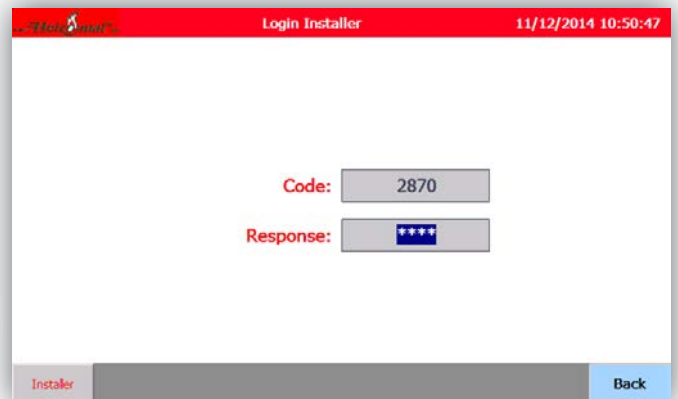 Login Installer
11/12/2014 10:50:47
Code: 2870
Response: ****
Installer
Back